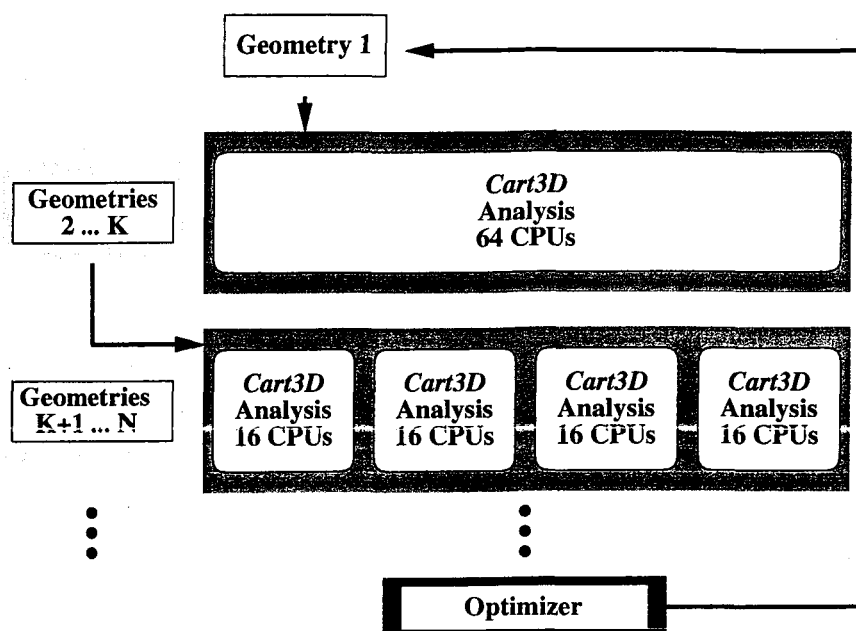 Geometry 1
Cart3D
Analysis
64 CPUs
Geometries
2 ... K
Geometries
K+1 ... N
Cart3D
Analysis
16 CPUs
Cart3D
Analysis
16 CPUs
Cart3D
Analysis
16 CPUs
Cart3D
Analysis
16 CPUs
Optimizer